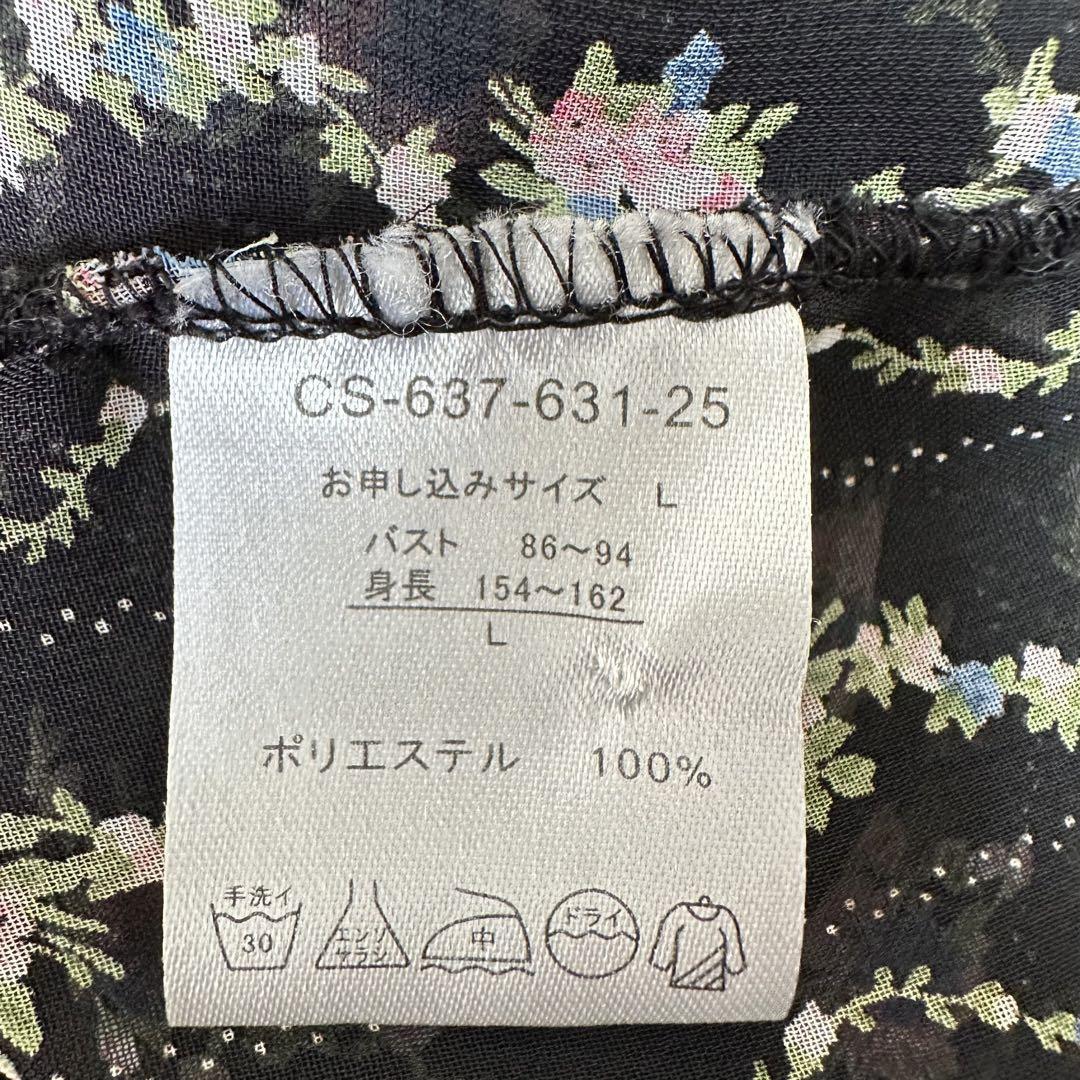 CS-637-631-25
お申し込みサイズ L
バスト 86～94
身長 154～162
L
ポリエステル 100%
手洗イ
30
エンソ
サラシ
中
ドライ